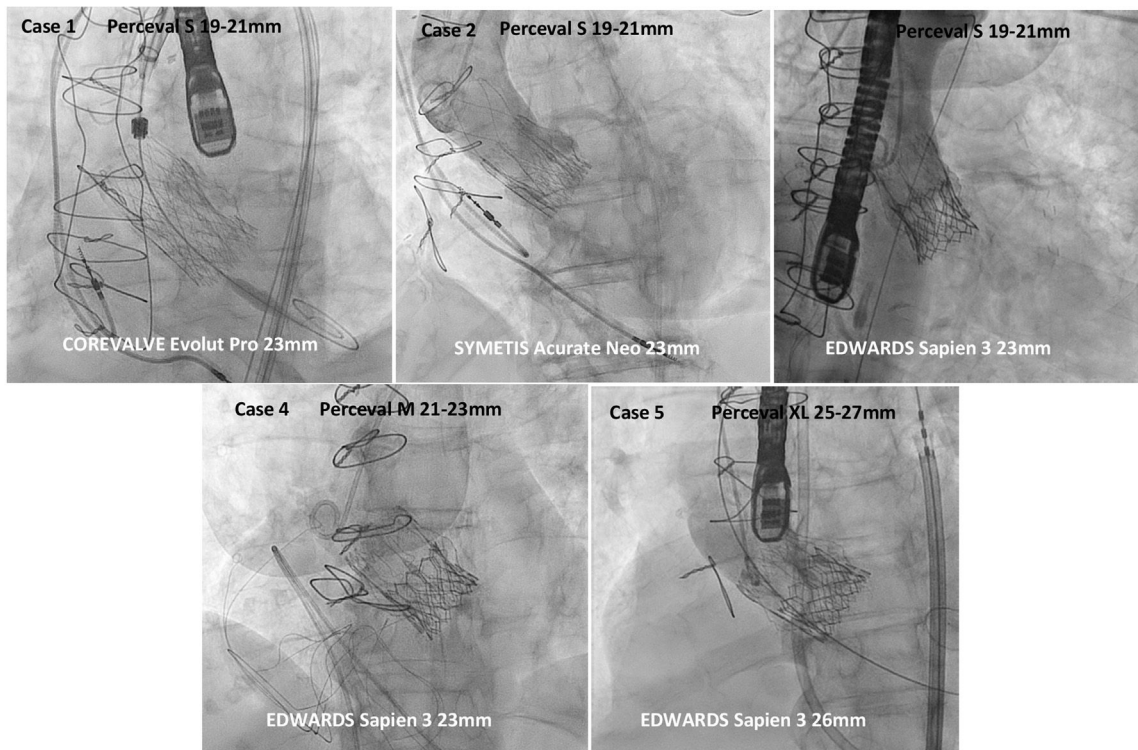 Case 1 Perceval S 19-21mm
COREVALVE Evolut Pro 23mm
Case 2 Perceval S 19-21mm
SYMETIS Acurate Neo 23mm
Perceval S 19-21mm
EDWARDS Sapien 3 23mm
Case 4 Perceval M 21-23mm
EDWARDS Sapien 3 23mm
Case 5 Perceval XL 25-27mm
EDWARDS Sapien 3 26mm